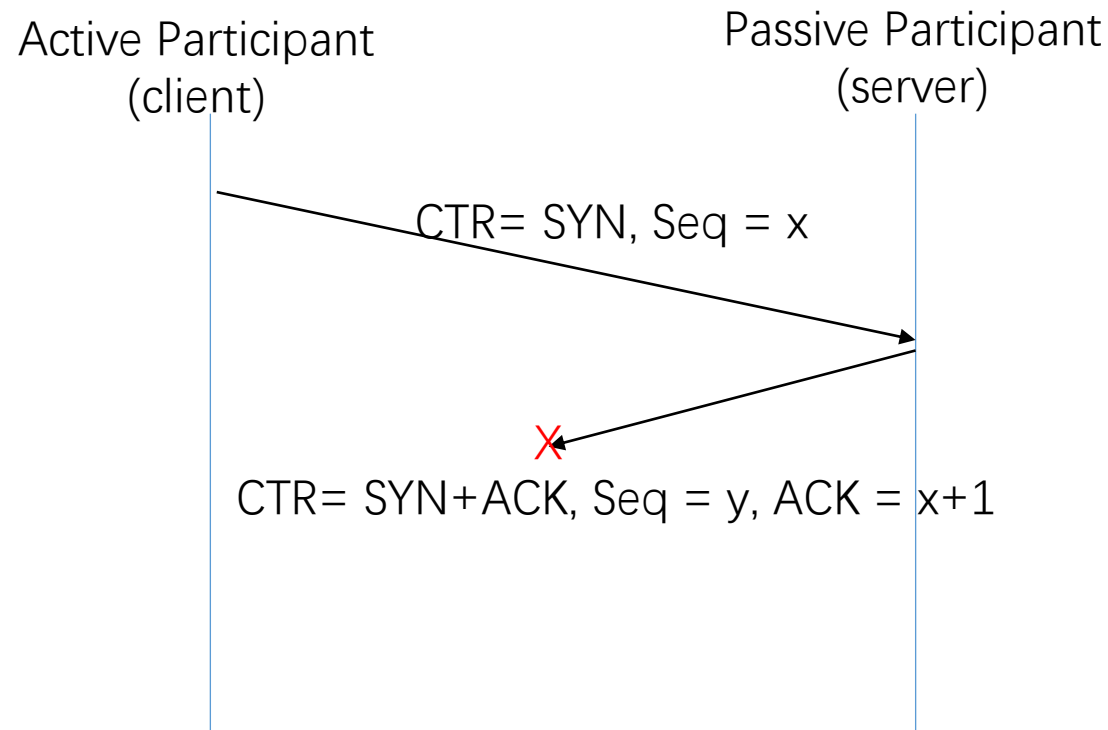 Active Participant
(client)
Passive Participant
(server)
CTR= SYN, Seq = x
X
CTR= SYN+ACK, Seq = y, ACK = x+1